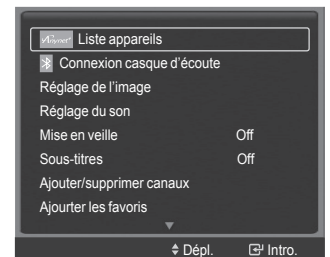 Anynet+ Liste appareils
Connexion casque d'écoute
Réglage de l'image
Réglage du son
Mise en veille Off
Sous-titres Off
Ajouter/supprimer canaux
Ajourter les favoris
Dépl. Intro.